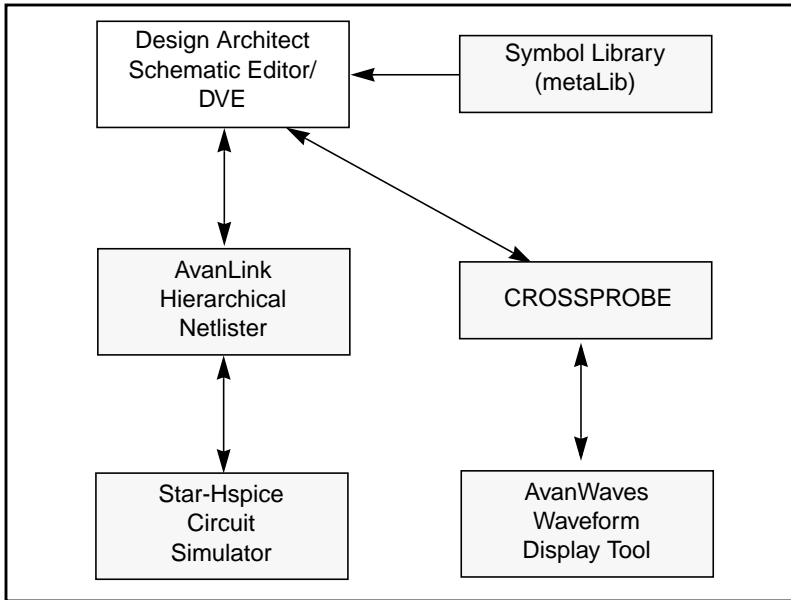 Design Architect
Schematic Editor/
DVE
Symbol Library
(metaLib)
AvanLink
Hierarchical
Netlister
CROSSPROBE
Star-Hspice
Circuit
Simulator
AvanWaves
Waveform
Display Tool